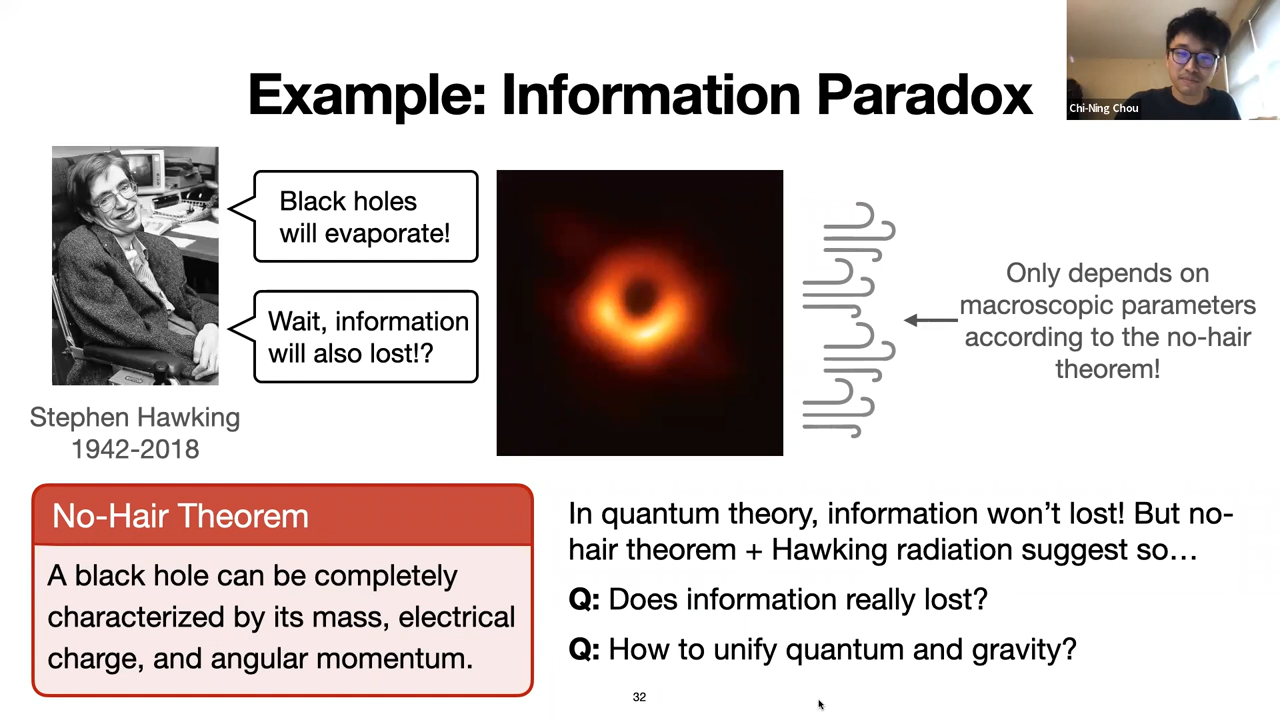 Example: Information Paradox
Chi-Ning Chou
Black holes
will evaporate!
Wait, information
will also lost!?
Stephen Hawking
1942-2018
Only depends on
macroscopic parameters
according to the no-hair
theorem!
No-Hair Theorem
A black hole can be completely
characterized by its mass, electrical
charge, and angular momentum.
In quantum theory, information won’t lost! But no-
hair theorem + Hawking radiation suggest so…
Q: Does information really lost?
Q: How to unify quantum and gravity?
32